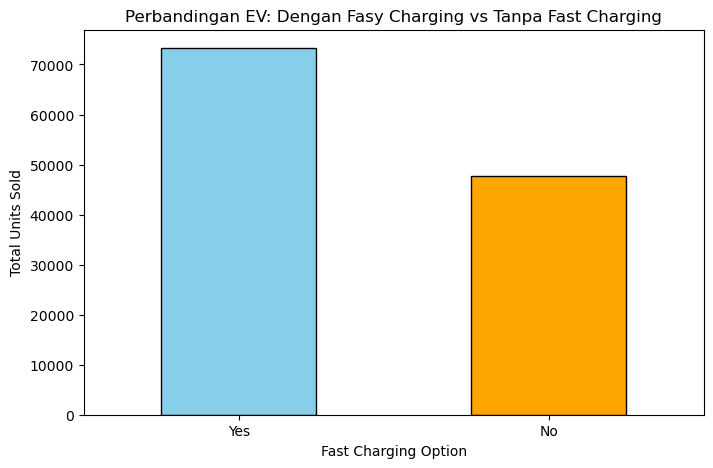 Perbandingan EV: Dengan Fasy Charging vs Tanpa Fast Charging
70000
60000
50000
40000
30000
20000
10000
0
Total Units Sold
Yes No
Fast Charging Option